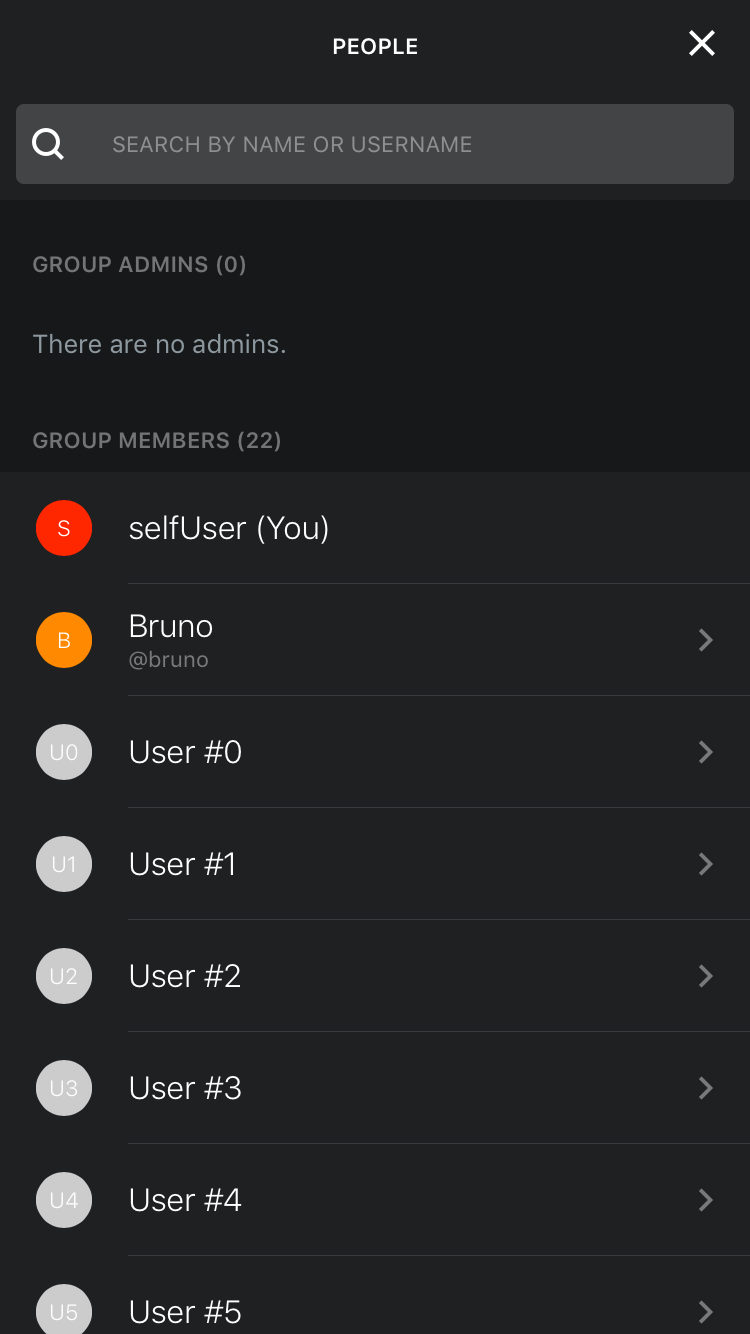 PEOPLE
SEARCH BY NAME OR USERNAME
GROUP ADMINS (0)
There are no admins.
GROUP MEMBERS (22)
S selfUser (You)
B Bruno
@bruno
U0 User #0
U1 User #1
U2 User #2
U3 User #3
U4 User #4
U5 User #5